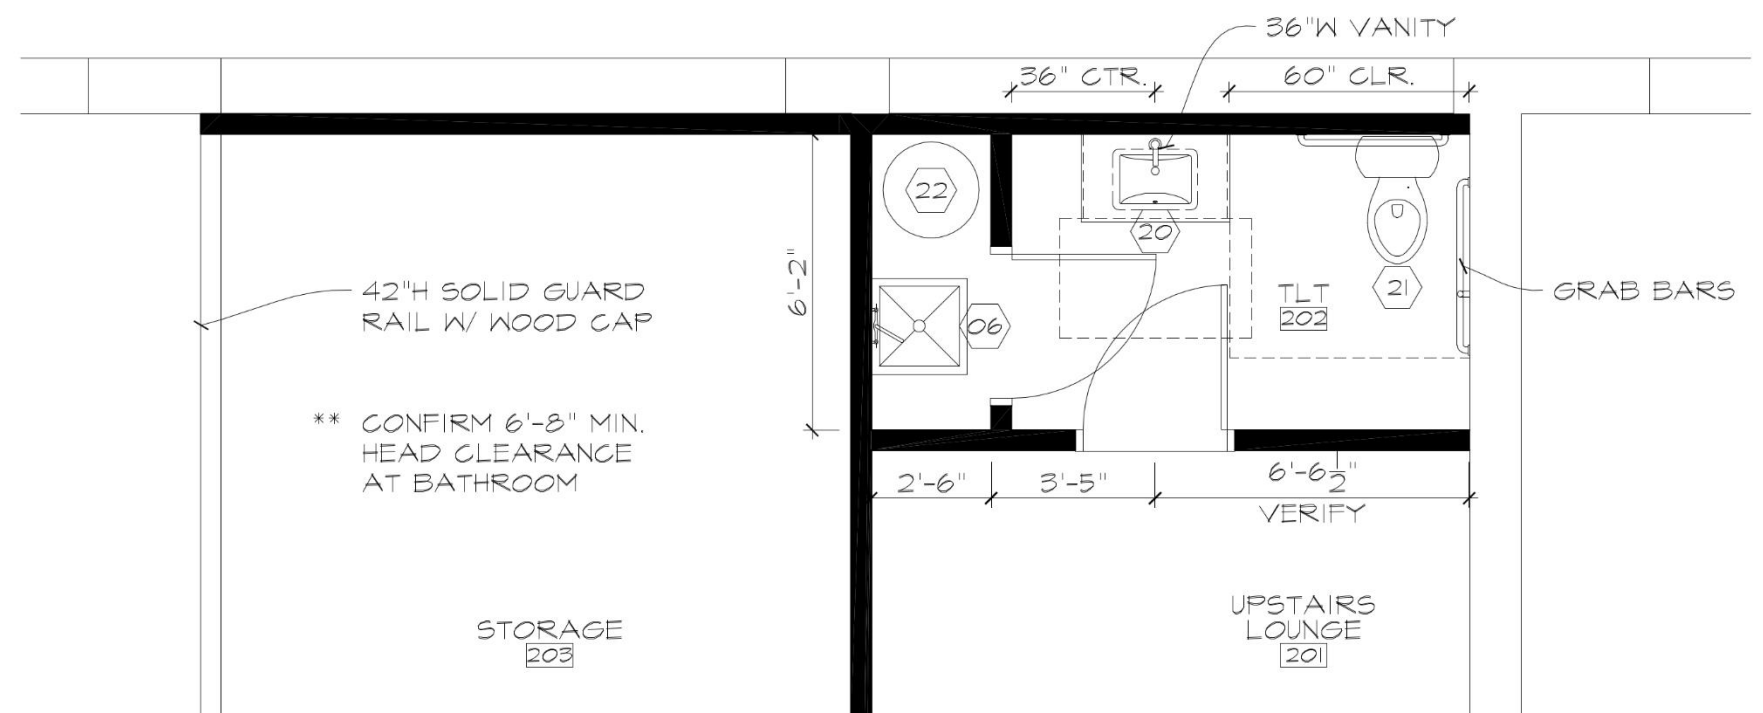 36"W VANITY
36" CTR.
60" CLR.
22
20
6'-2"
42"H SOLID GUARD
RAIL W/ WOOD CAP
TLT
202
21
GRAB BARS
06
** CONFIRM 6'-8" MIN.
HEAD CLEARANCE
AT BATHROOM
2'-6"
3'-5"
6'-6 1/2"
VERIFY
STORAGE
203
UPSTAIRS
LOUNGE
201